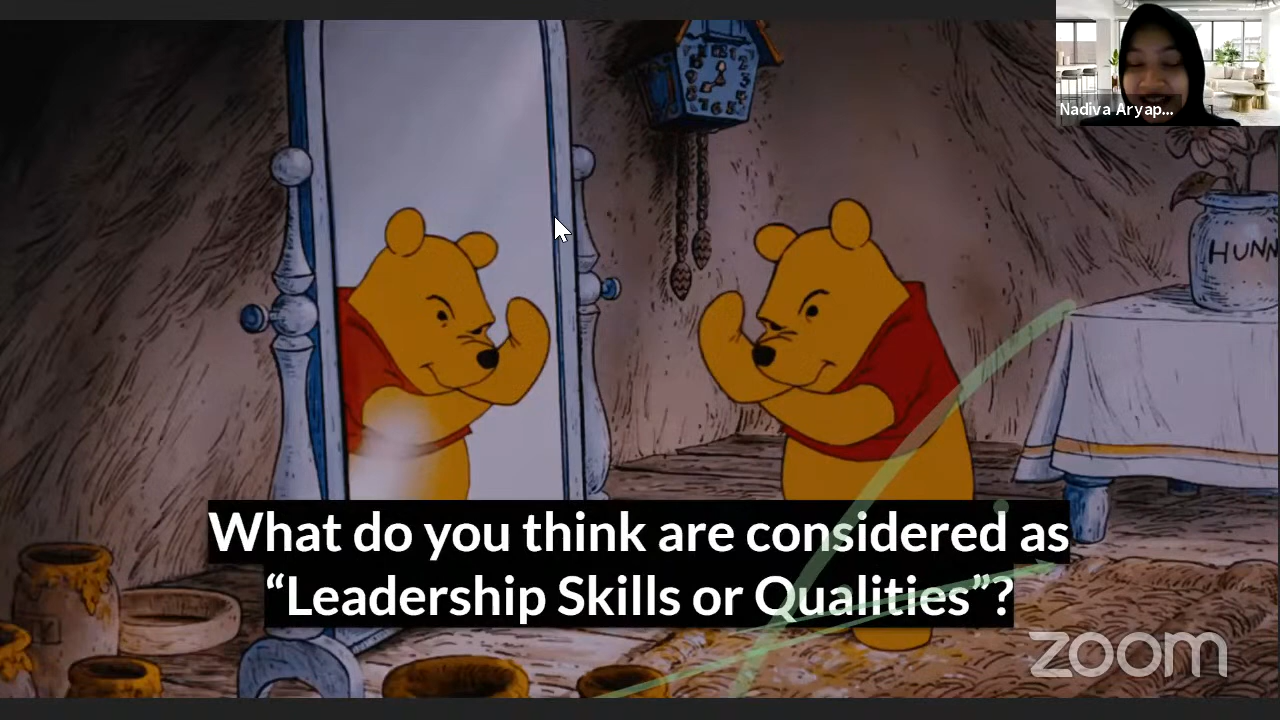 Nadiva Aryap...
HUNN
What do you think are considered as
“Leadership Skills or Qualities”?
zoom